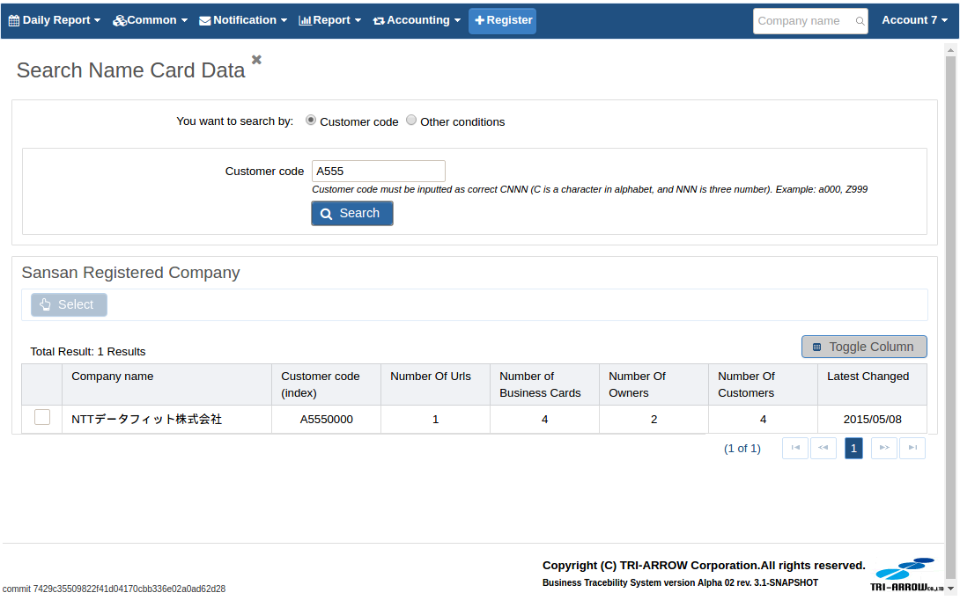 Daily Report Common Notification Report Accounting Register Company name Account 7
Search Name Card Data
You want to search by: Customer code Other conditions
Customer code A555
Customer code must be inputted as correct CNNN (C is a character in alphabet, and NNN is three number). Example: a000, Z999
Search
Sansan Registered Company
Select
Total Result: 1 Results Toggle Column
Company name Customer code (index) Number Of Urls Number of Business Cards Number Of Owners Number Of Customers Latest Changed
NTTデータフィット株式会社 A5550000 1 4 2 4 2015/05/08
(1 of 1) 1
Copyright (C) TRI-ARROW Corporation.All rights reserved.
Business Tracebility System version Alpha 02 rev. 3.1-SNAPSHOT
TRI-ARROW
commit 7429c35509822f41d04170cbb336e02a0ad62d28